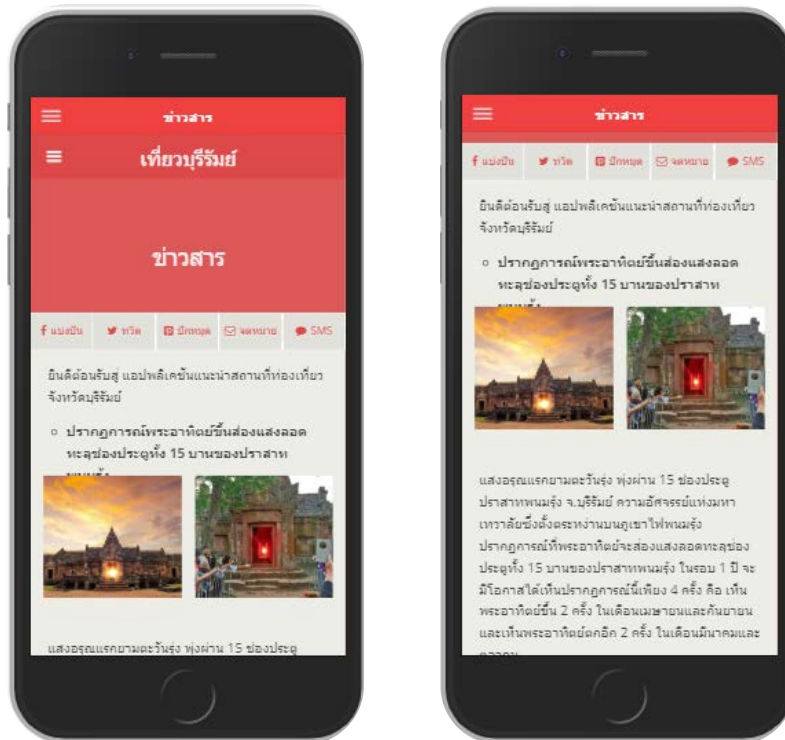 ข่าวสาร
เที่ยวบุรีรัมย์
ข่าวสาร
แบ่งปัน ทวีต ปักหมุด จดหมาย SMS
ยินดีต้อนรับสู่ แอปพลิเคชันแนะนำสถานที่ท่องเที่ยว
จังหวัดบุรีรัมย์
ปรากฏการณ์พระอาทิตย์ขึ้นส่องแสงลอด
ทะลุช่องประตูทั้ง 15 บานของปราสาท
พนมรุ้ง
แสงอรุณแรกยามตะวันรุ่ง พุ่งผ่าน 15 ช่องประตู
ข่าวสาร
แบ่งปัน ทวีต ปักหมุด จดหมาย SMS
ยินดีต้อนรับสู่ แอปพลิเคชันแนะนำสถานที่ท่องเที่ยว
จังหวัดบุรีรัมย์
ปรากฏการณ์พระอาทิตย์ขึ้นส่องแสงลอด
ทะลุช่องประตูทั้ง 15 บานของปราสาท
พนมรุ้ง
แสงอรุณแรกยามตะวันรุ่ง พุ่งผ่าน 15 ช่องประตู
ปราสาทพนมรุ้ง จ.บุรีรัมย์ ความอัศจรรย์แห่งมหา
เทวาลัยซึ่งตั้งตระหง่านบนภูเขาไฟพนมรุ้ง
ปรากฏการณ์ที่พระอาทิตย์จะส่องแสงลอดทะลุช่อง
ประตูทั้ง 15 บานของปราสาทพนมรุ้ง ในรอบ 1 ปี จะ
มีโอกาสได้เห็นปรากฏการณ์นี้เพียง 4 ครั้ง คือ เห็น
พระอาทิตย์ขึ้น 2 ครั้ง ในเดือนเมษายนและกันยายน
และเห็นพระอาทิตย์ตกอีก 2 ครั้ง ในเดือนมีนาคมและ
ตุลาคม